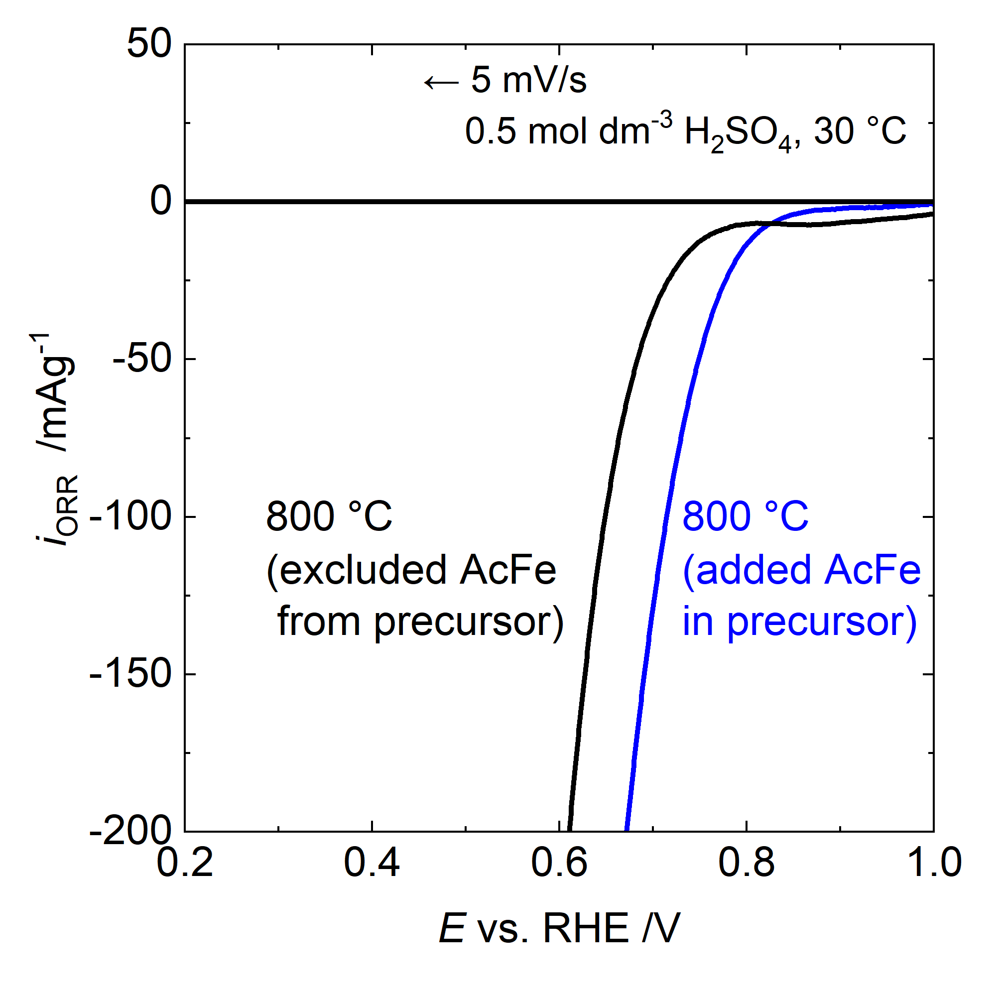 50
← 5 mV/s
0.5 mol dm⁻³ H₂SO₄, 30 °C
0
-50
-100
-150
-200
iORR /mAg⁻¹
800 °C
(excluded AcFe
from precursor)
800 °C
(added AcFe
in precursor)
0.2 0.4 0.6 0.8 1.0
E vs. RHE /V